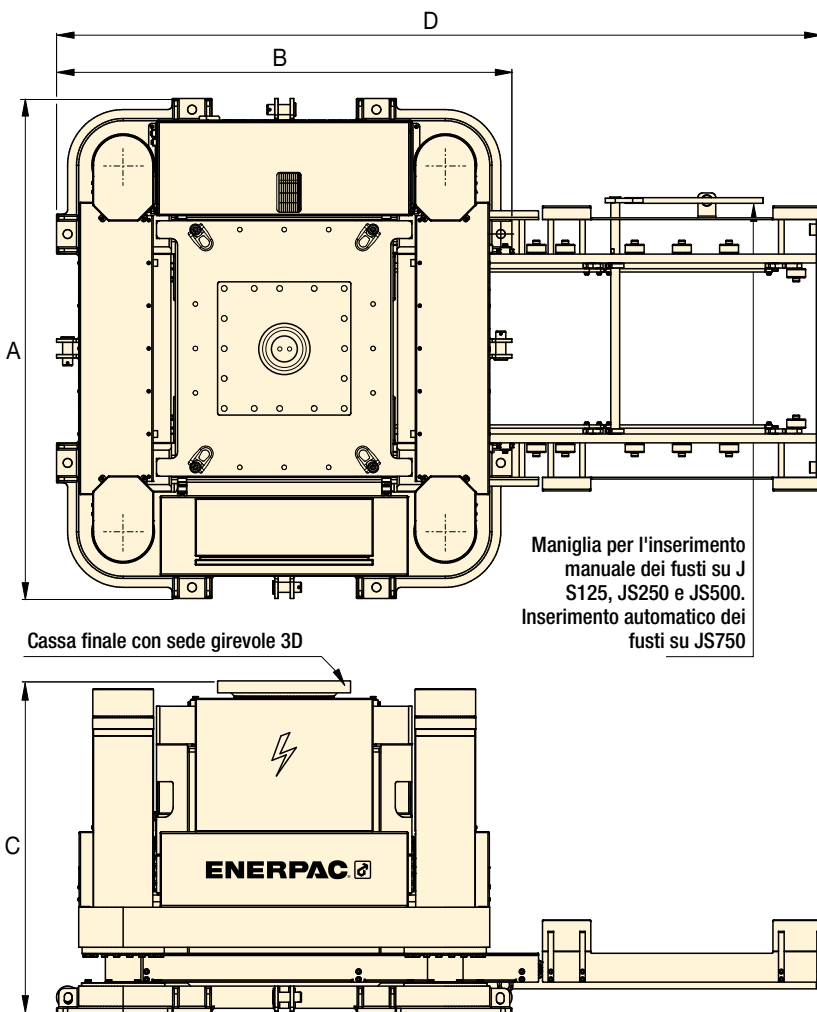 D
B
A
Maniglia per l'inserimento
manuale dei fusti su J
S125, JS250 e JS500.
Inserimento automatico dei
fusti su JS750
Cassa finale con sede girevole 3D
C
ENERPAC